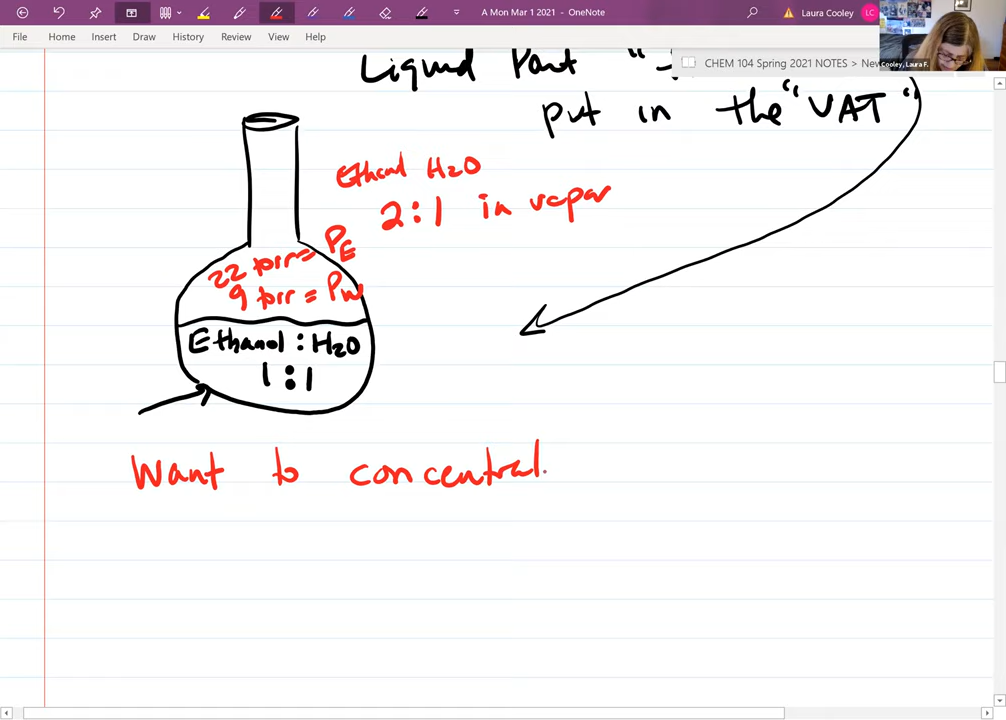 A Mon Mar 1 2021 - OneNote
Laura Cooley
LC
File Home Insert Draw History Review View Help
CHEM 104 Spring 2021 NOTES > New
Cooley, Laura F.
Liquid Part "
put in the "VAT"
Ethanol H2O
2:1 in vapor
22 torr = PE
9 torr = PW
Ethanol : H2O
1 : 1
Want to concentrat